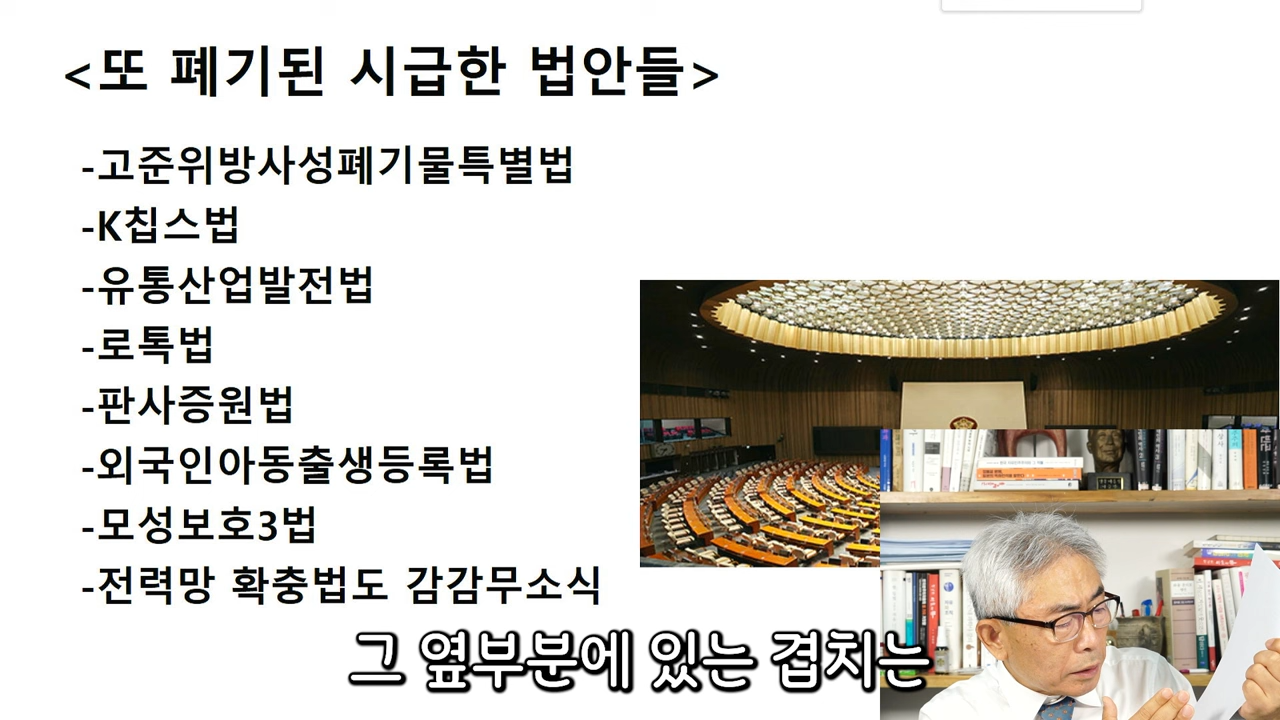 <또 폐기된 시급한 법안들>
-고준위방사성폐기물특별법
-K칩스법
-유통산업발전법
-로톡법
-판사증원법
-외국인아동출생등록법
-모성보호3법
-전력망 확충법도 감감무소식
그 옆부분에 있는 겹치는